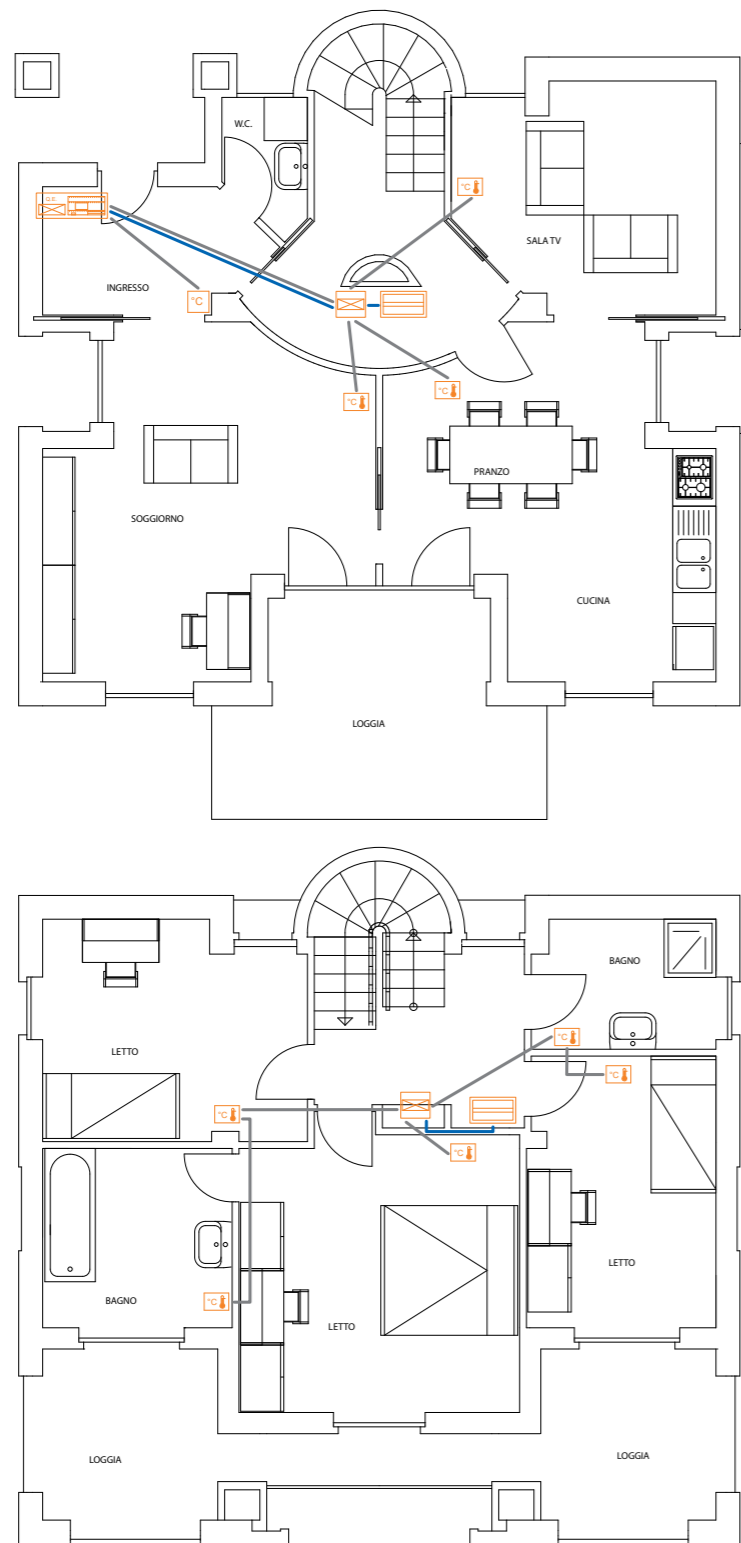 W.C.
°C
Q.E.
SALA TV
INGRESSO
°C
°C
°C
PRANZO
SOGGIORNO
CUCINA
LOGGIA
BAGNO
°C
LETTO
°C
°C
°C
LETTO
°C
BAGNO
LETTO
LOGGIA
LOGGIA